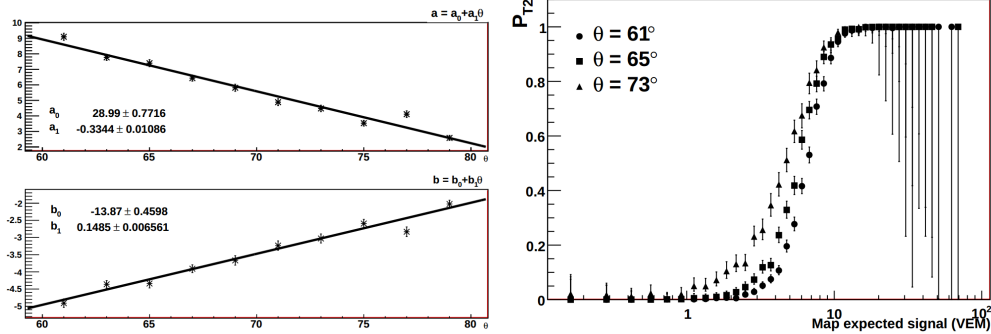 a = a0+a1θ
10
9
8
7
6
5
4
3
2
a0 28.99 ± 0.7716
a1 -0.3344 ± 0.01086
60 65 70 75 80 θ
b = b0+b1θ
-2
-2.5
-3
-3.5
-4
-4.5
-5
b0 -13.87 ± 0.4598
b1 0.1485 ± 0.006561
60 65 70 75 80 θ
PT2
1
0.8
0.6
0.4
0.2
0
θ = 61°
θ = 65°
θ = 73°
1 10 10²
Map expected signal (VEM)